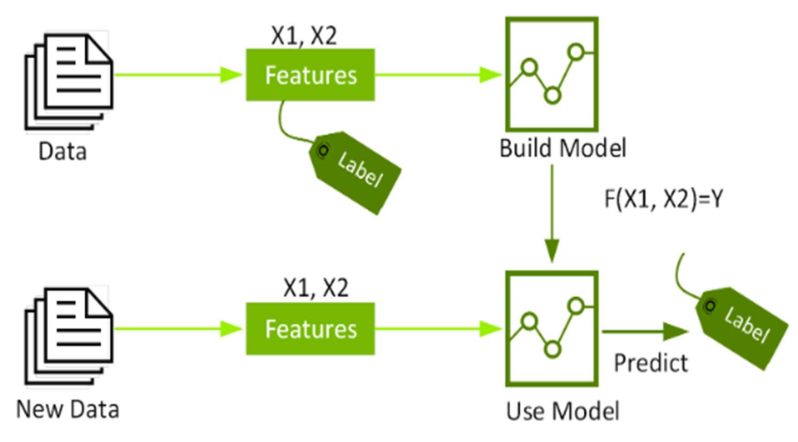 X1, X2
Features
Label
Data
Build Model
F(X1, X2)=Y
X1, X2
Features
Label
Predict
New Data
Use Model